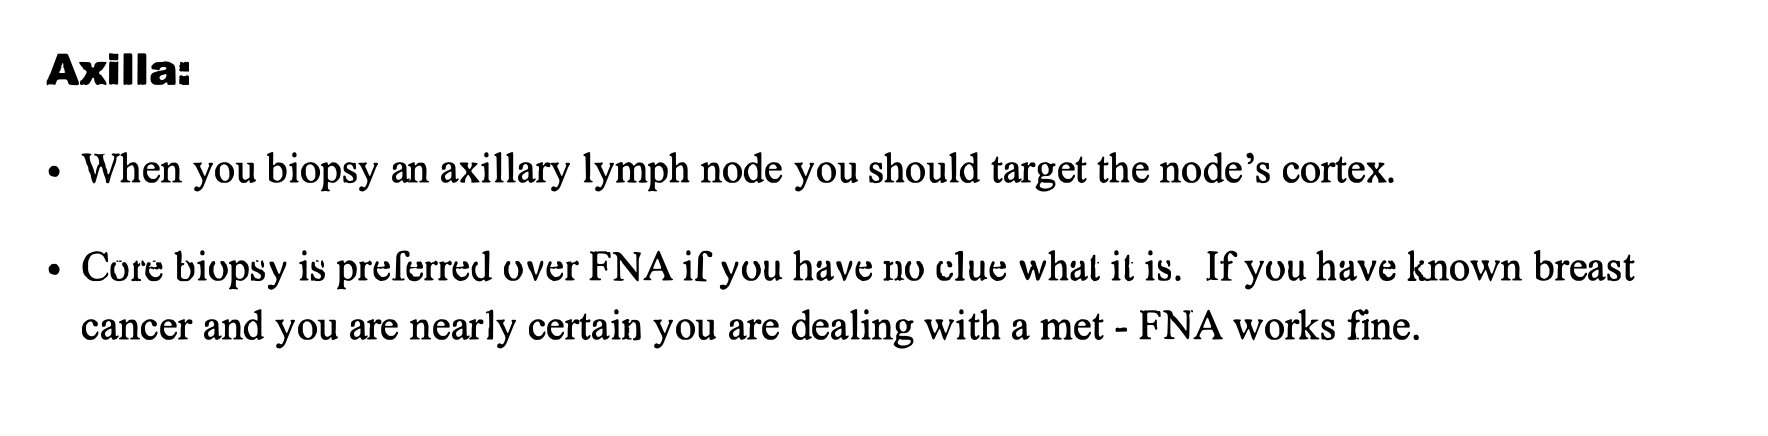 Axilla:
• When you biopsy an axillary lymph node you should target the node’s cortex.
• Core biopsy is preferred over FNA if you have no clue what it is. If you have known breast
cancer and you are nearly certain you are dealing with a met - FNA works fine.